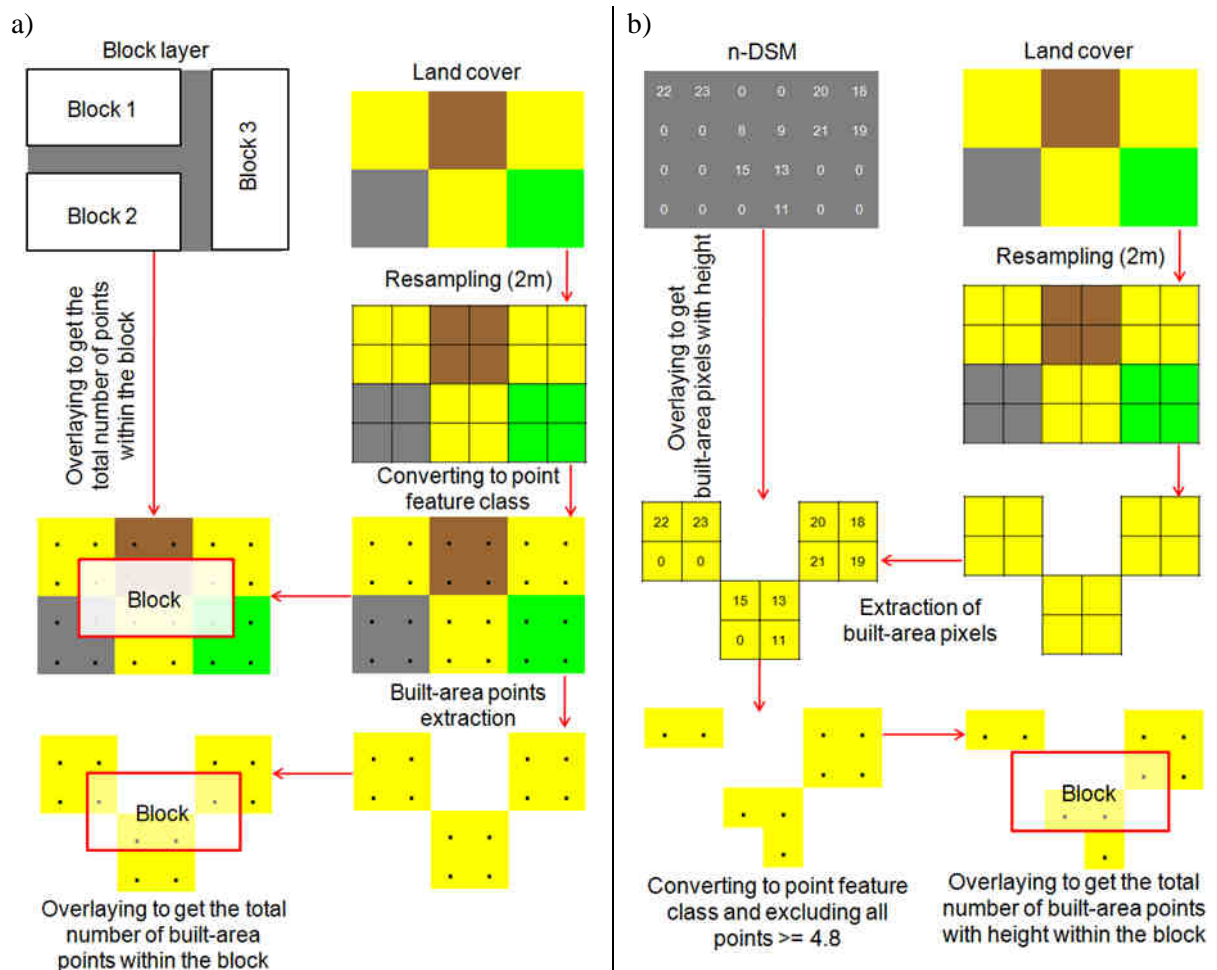 a)
Block layer
Block 1
Block 2
Block 3
Land cover
Resampling (2m)
Overlaying to get the
total number of points
within the block
Converting to point
feature class
Block
Built-area points
extraction
Block
Overlaying to get the total
number of built-area
points within the block
b)
n-DSM
22 23 0 0 20 18
0 0 8 9 21 19
0 0 15 13 0 0
0 0 0 11 0 0
Land cover
Resampling (2m)
Overlaying to get
built-area pixels with height
22 23
0 0
20 18
21 19
15 13
0 11
Extraction of
built-area pixels
Block
Converting to point feature
class and excluding all
points >= 4.8
Overlaying to get the total
number of built-area points
with height within the block